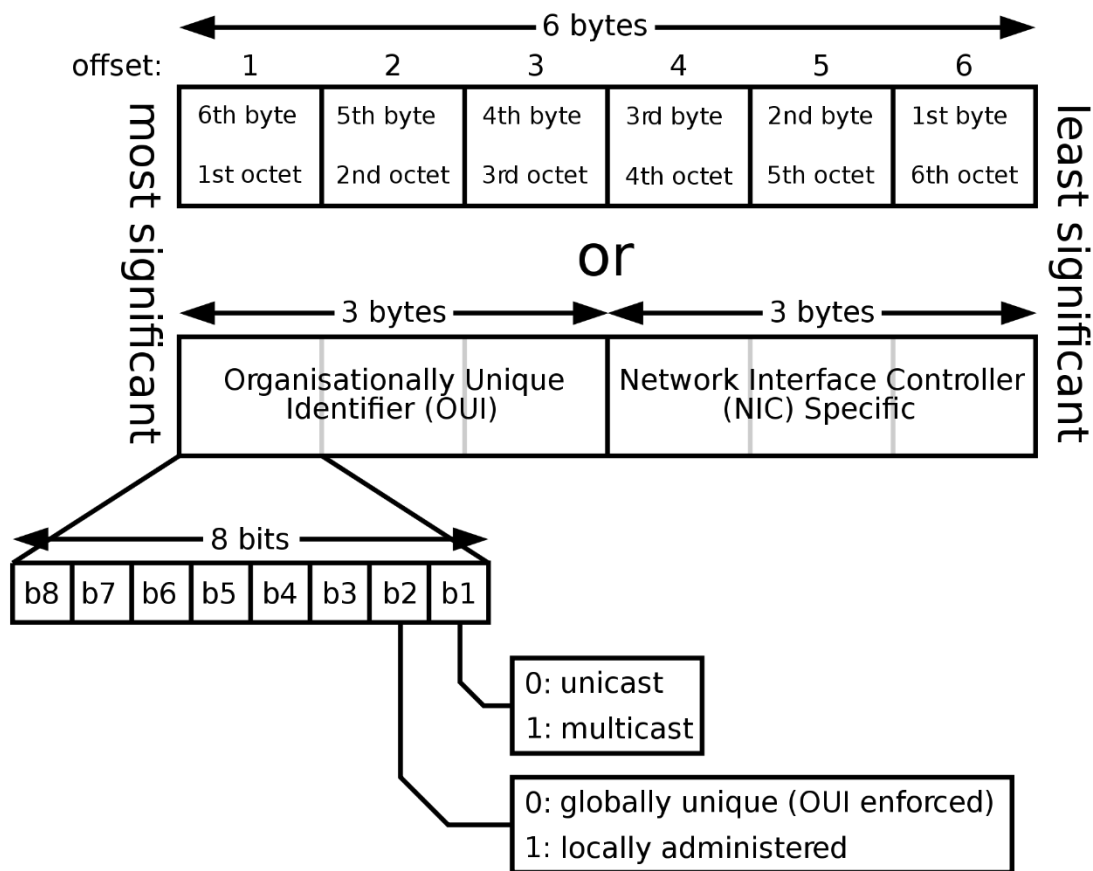 6 bytes
offset: 1 2 3 4 5 6
most significant
6th byte 5th byte 4th byte 3rd byte 2nd byte 1st byte
1st octet 2nd octet 3rd octet 4th octet 5th octet 6th octet
least significant
or
3 bytes 3 bytes
Organisationally Unique
Identifier (OUI)
Network Interface Controller
(NIC) Specific
8 bits
b8 b7 b6 b5 b4 b3 b2 b1
0: unicast
1: multicast
0: globally unique (OUI enforced)
1: locally administered